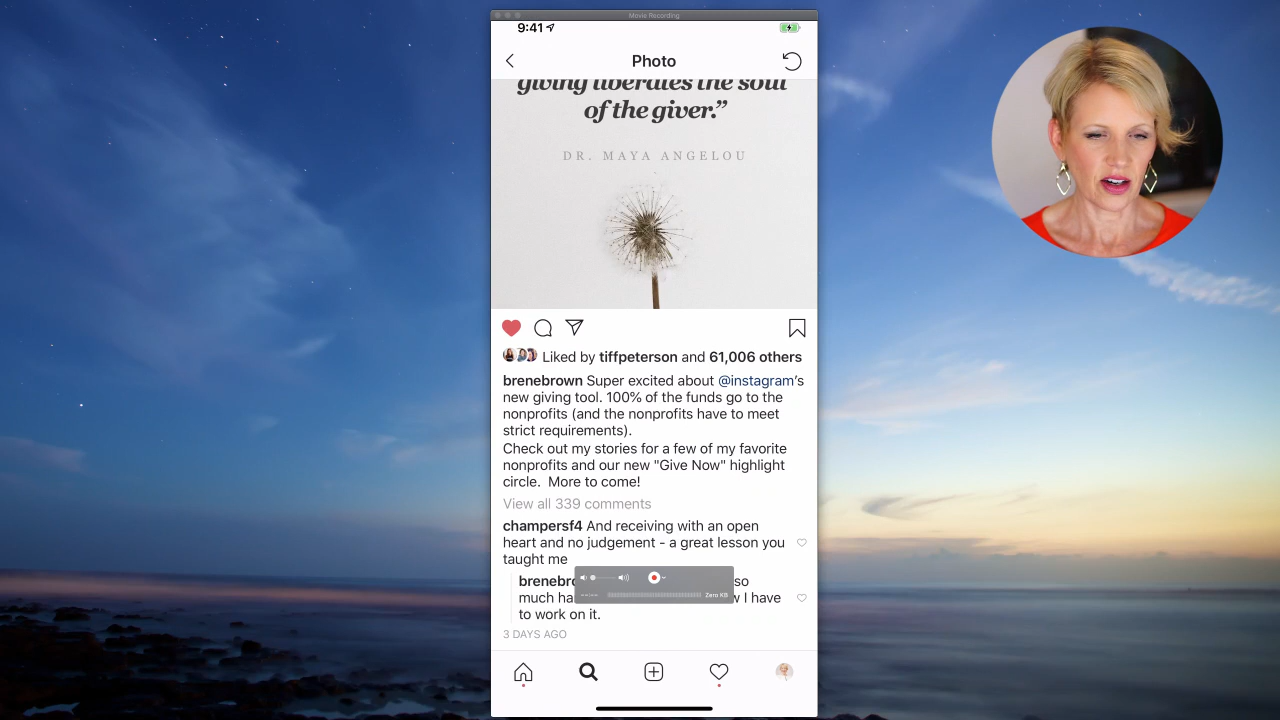 Movie Recording
9:41
Photo
giving liberates the soul
of the giver.”
DR. MAYA ANGELOU
Liked by tiffpeterson and 61,006 others
brenebrown Super excited about @instagram's
new giving tool. 100% of the funds go to the
nonprofits (and the nonprofits have to meet
strict requirements).
Check out my stories for a few of my favorite
nonprofits and our new "Give Now" highlight
circle. More to come!
View all 339 comments
champersf4 And receiving with an open
heart and no judgement - a great lesson you
taught me
so
much I have
to work on it.
Zero KB
3 DAYS AGO